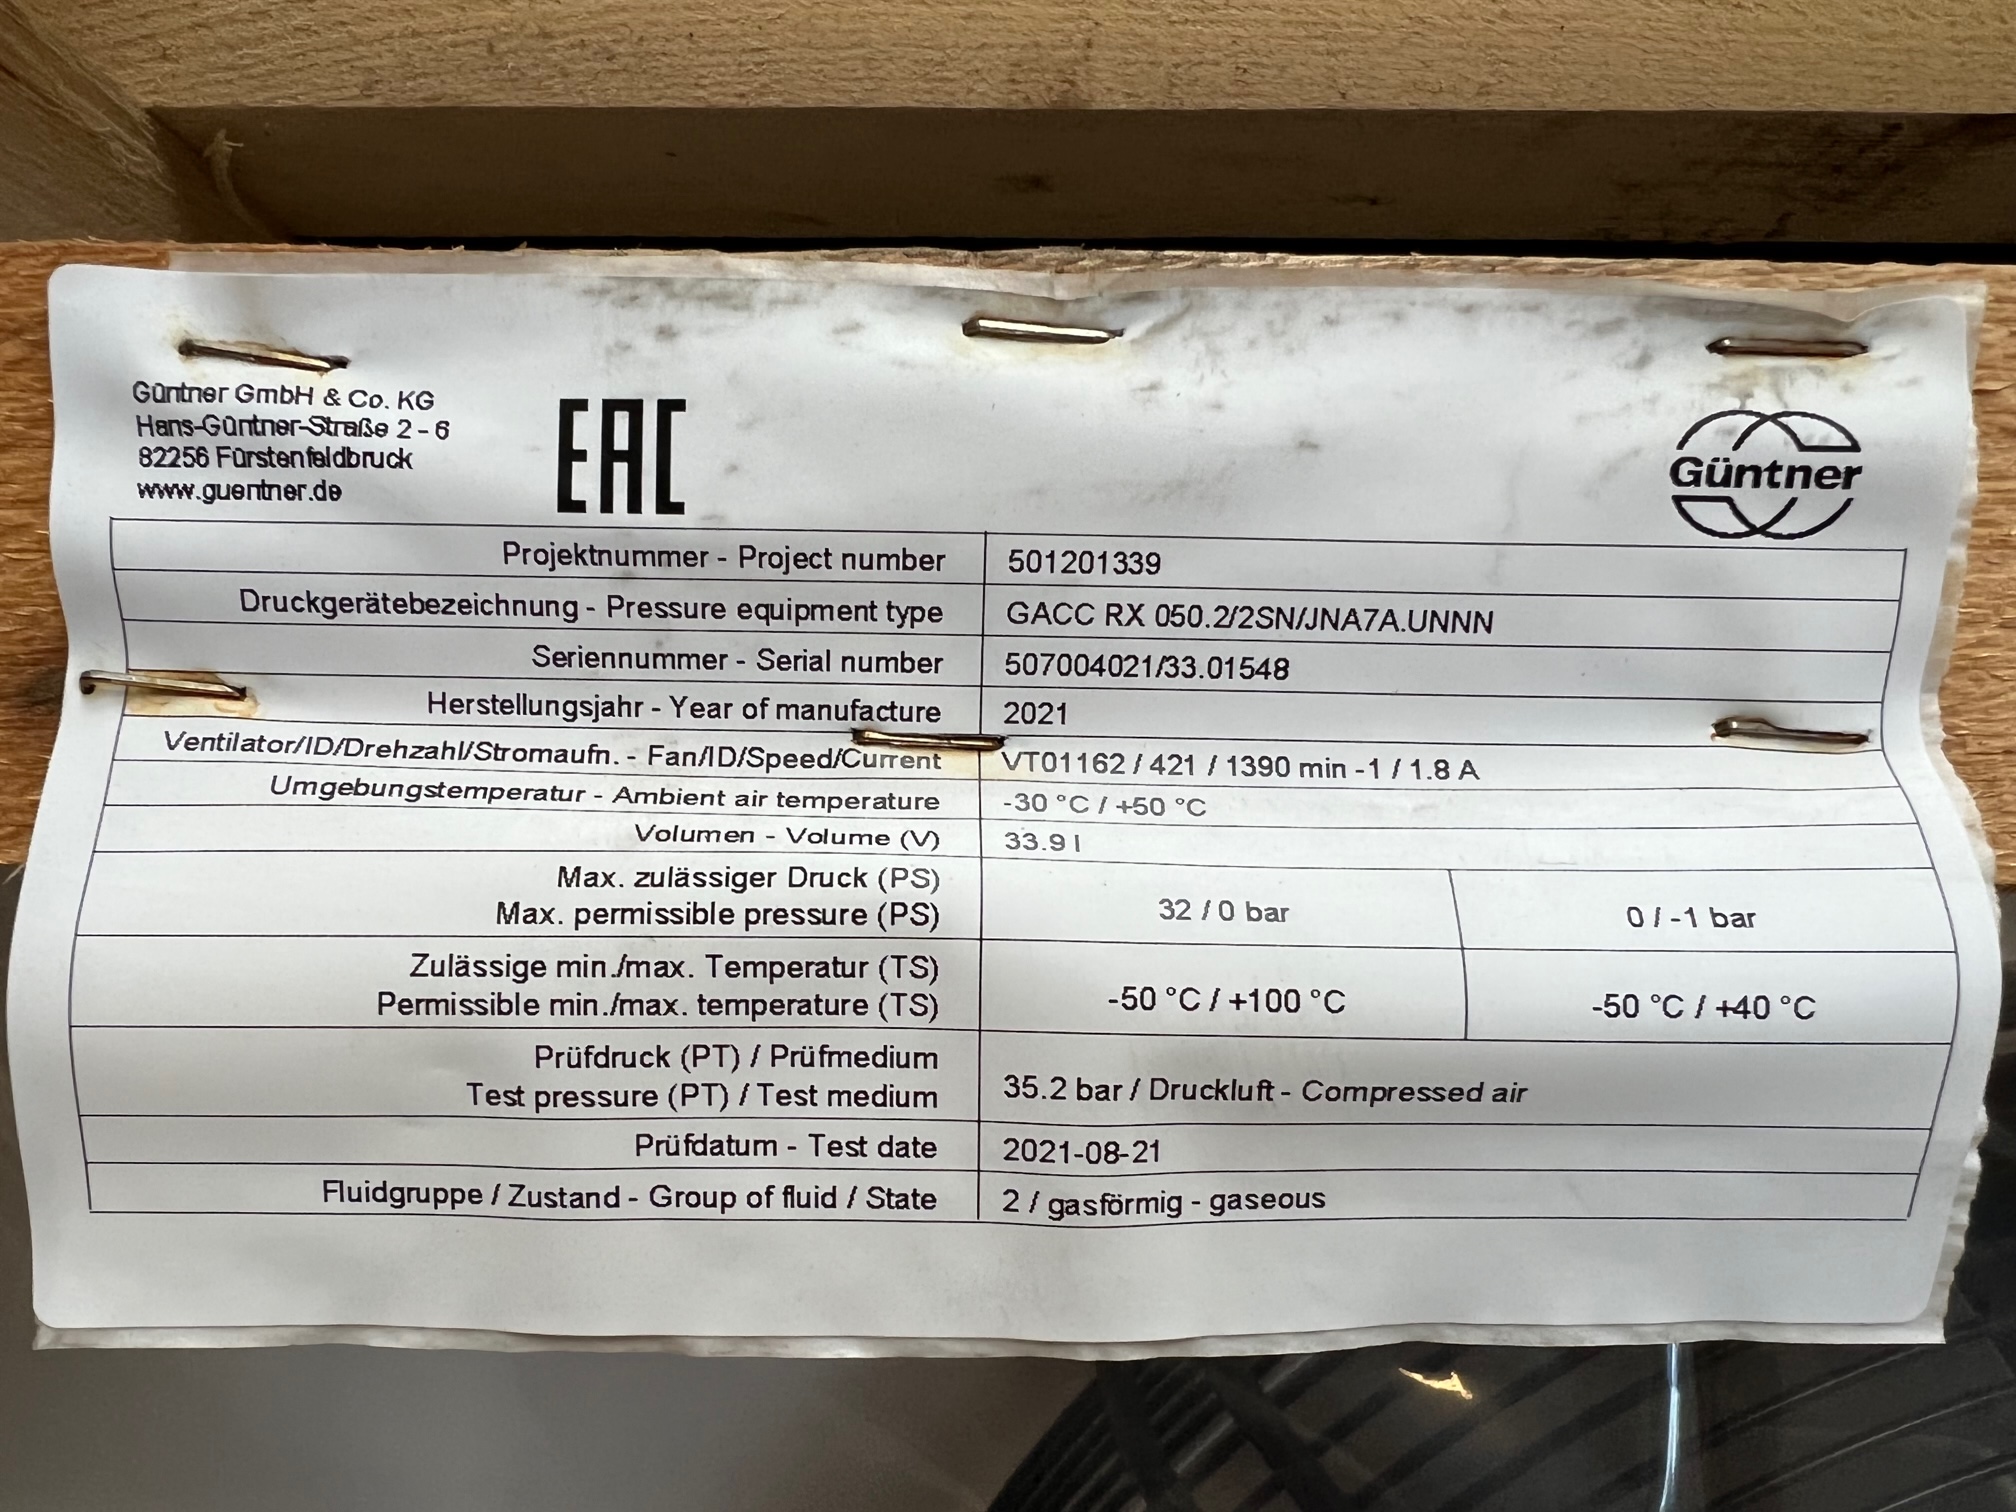 Güntner GmbH & Co. KG
Hans-Güntner-Straße 2 - 6
82256 Fürstenfeldbruck
www.guentner.de
EAC
Güntner
Projektnummer - Project number 501201339
Druckgerätebezeichnung - Pressure equipment type GACC RX 050.2/2SN/JNA7A.UNNN
Seriennummer - Serial number 507004021/33.01548
Herstellungsjahr - Year of manufacture 2021
Ventilator/ID/Drehzahl/Stromaufn. - Fan/ID/Speed/Current VT01162 / 421 / 1390 min -1 / 1.8 A
Umgebungstemperatur - Ambient air temperature -30 °C / +50 °C
Volumen - Volume (V) 33.9 l
Max. zulässiger Druck (PS)
Max. permissible pressure (PS) 32 / 0 bar 0 / -1 bar
Zulässige min./max. Temperatur (TS)
Permissible min./max. temperature (TS) -50 °C / +100 °C -50 °C / +40 °C
Prüfdruck (PT) / Prüfmedium
Test pressure (PT) / Test medium 35.2 bar / Druckluft - Compressed air
Prüfdatum - Test date 2021-08-21
Fluidgruppe / Zustand - Group of fluid / State 2 / gasförmig - gaseous